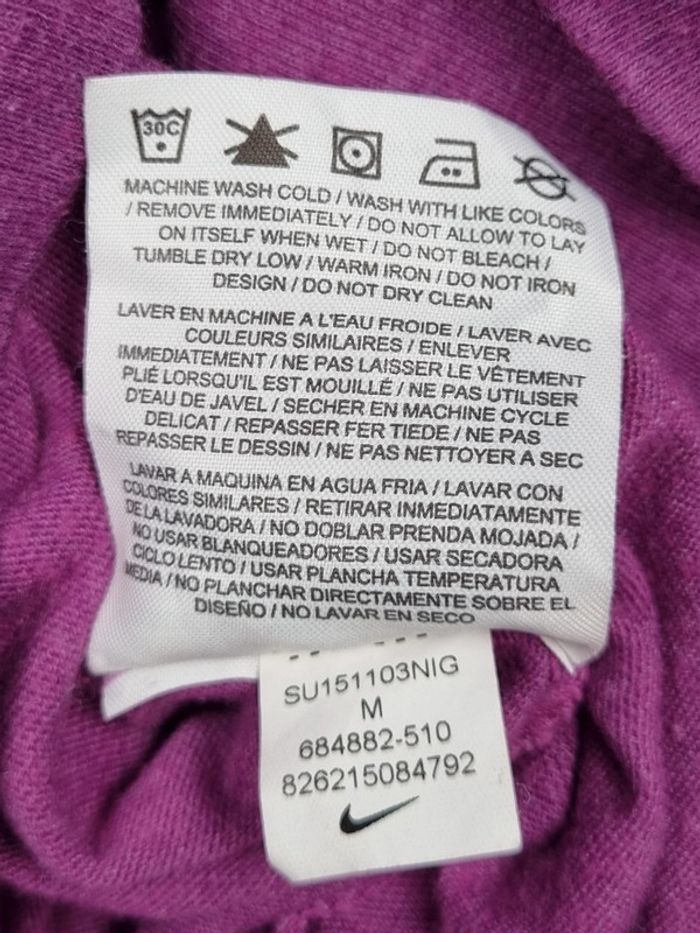 30C
MACHINE WASH COLD / WASH WITH LIKE COLORS
/ REMOVE IMMEDIATELY / DO NOT ALLOW TO LAY
ON ITSELF WHEN WET / DO NOT BLEACH /
TUMBLE DRY LOW / WARM IRON / DO NOT IRON
DESIGN / DO NOT DRY CLEAN
LAVER EN MACHINE A L'EAU FROIDE / LAVER AVEC
COULEURS SIMILAIRES / ENLEVER
IMMEDIATEMENT / NE PAS LAISSER LE VÊTEMENT
PLIÉ LORSQU'IL EST MOUILLÉ / NE PAS UTILISER
D'EAU DE JAVEL / SECHER EN MACHINE CYCLE
DELICAT / REPASSER FER TIEDE / NE PAS
REPASSER LE DESSIN / NE PAS NETTOYER A SEC
LAVAR A MAQUINA EN AGUA FRIA / LAVAR CON
COLORES SIMILARES / RETIRAR INMEDIATAMENTE
DE LA LAVADORA / NO DOBLAR PRENDA MOJADA /
NO USAR BLANQUEADORES / USAR SECADORA
CICLO LENTO / USAR PLANCHA TEMPERATURA
MEDIA / NO PLANCHAR DIRECTAMENTE SOBRE EL
DISEÑO / NO LAVAR EN SECO
SU151103NIG
M
684882-510
826215084792